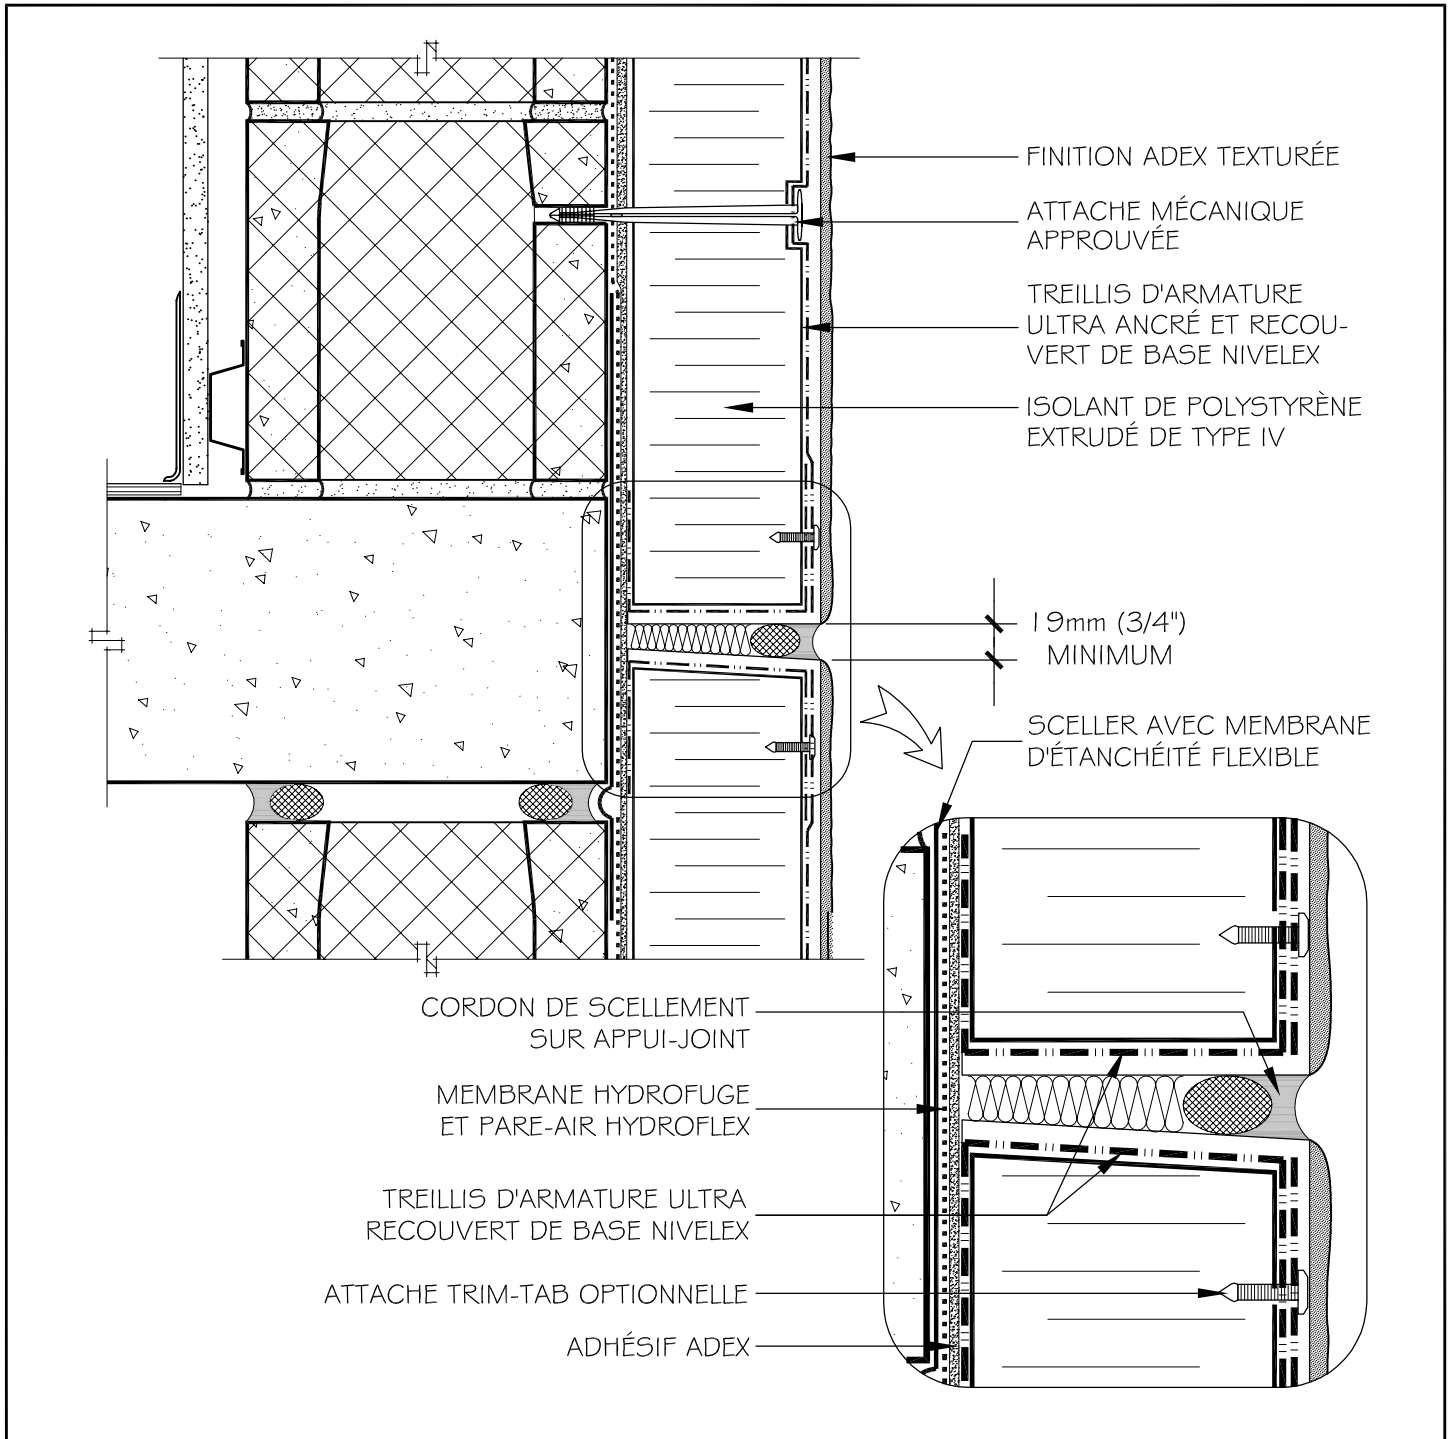 FINITION ADEX TEXTURÉE
ATTACHE MÉCANIQUE
APPROUVÉE
TREILLIS D'ARMATURE
ULTRA ANCRÉ ET RECOU-
VERT DE BASE NIVELEX
ISOLANT DE POLYSTYRÈNE
EXTRUDÉ DE TYPE IV
19mm (3/4")
MINIMUM
SCELLER AVEC MEMBRANE
D'ÉTANCHÉITÉ FLEXIBLE
CORDON DE SCELLEMENT
SUR APPUI-JOINT
MEMBRANE HYDROFUGE
ET PARE-AIR HYDROFLEX
TREILLIS D'ARMATURE ULTRA
RECOUVERT DE BASE NIVELEX
ATTACHE TRIM-TAB OPTIONNELLE
ADHÉSIF ADEX